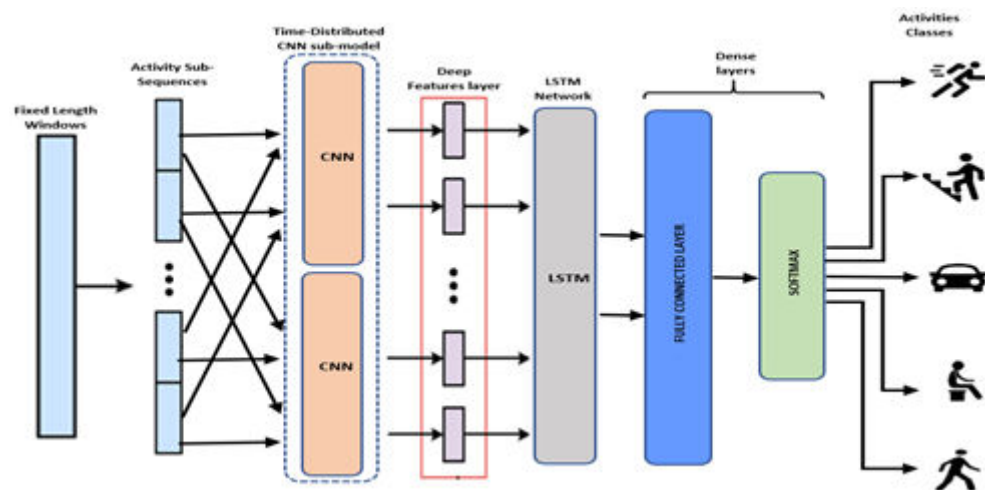 Fixed Length
Windows
Activity Sub-
Sequences
Time-Distributed
CNN sub-model
CNN
CNN
Deep
Features layer
LSTM
Network
LSTM
Dense
layers
FULLY CONNECTED LAYER
SOFTMAX
Activities
Classes